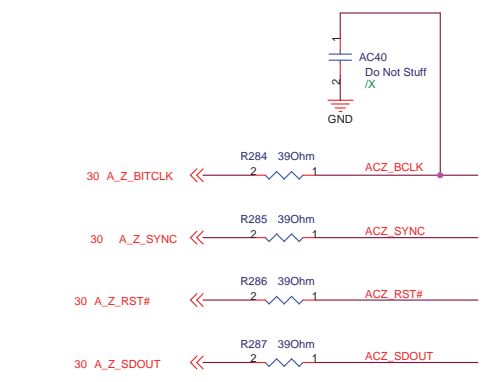 1
AC40
Do Not Stuff
/X
2
GND
R284 39Ohm
30 A_Z_BITCLK 2 1 ACZ_BCLK
R285 39Ohm
30 A_Z_SYNC 2 1 ACZ_SYNC
R286 39Ohm
30 A_Z_RST# 2 1 ACZ_RST#
R287 39Ohm
30 A_Z_SDOUT 2 1 ACZ_SDOUT